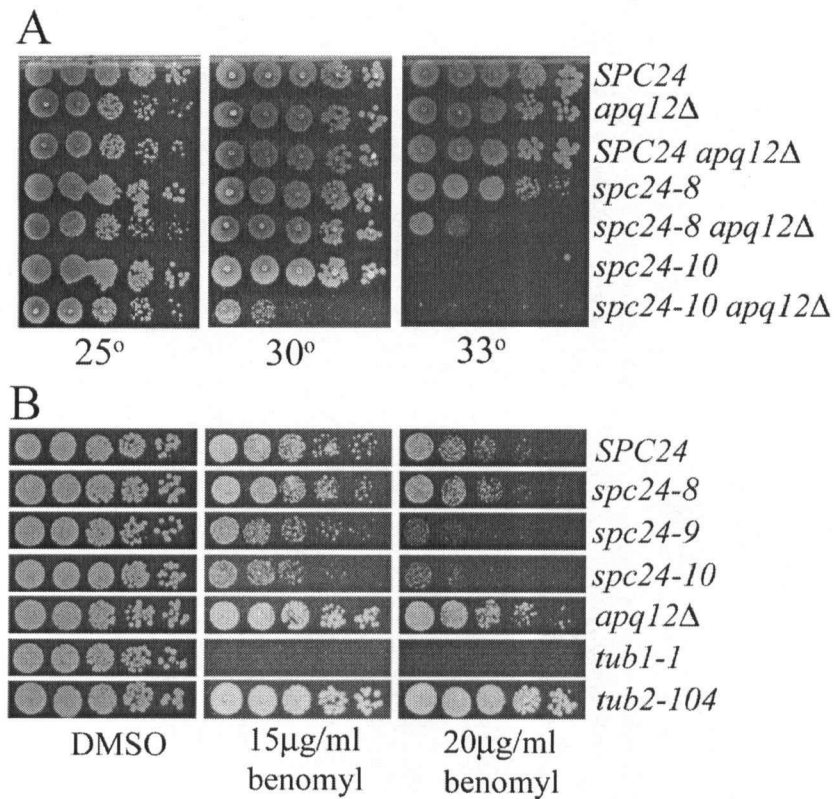 A
SPC24
apq12Δ
SPC24 apq12Δ
spc24-8
spc24-8 apq12Δ
spc24-10
spc24-10 apq12Δ
25° 30° 33°
B
SPC24
spc24-8
spc24-9
spc24-10
apq12Δ
tub1-1
tub2-104
DMSO 15μg/ml 20μg/ml
benomyl benomyl